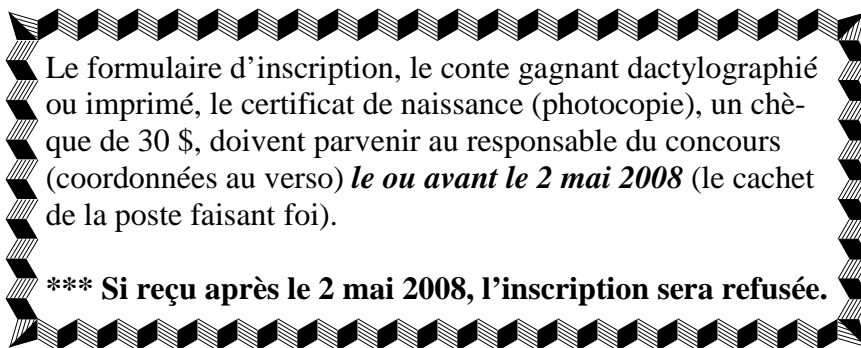 Le formulaire d’inscription, le conte gagnant dactylographié
ou imprimé, le certificat de naissance (photocopie), un chè-
que de 30 $, doivent parvenir au responsable du concours
(coordonnées au verso) le ou avant le 2 mai 2008 (le cachet
de la poste faisant foi).
*** Si reçu après le 2 mai 2008, l’inscription sera refusée.